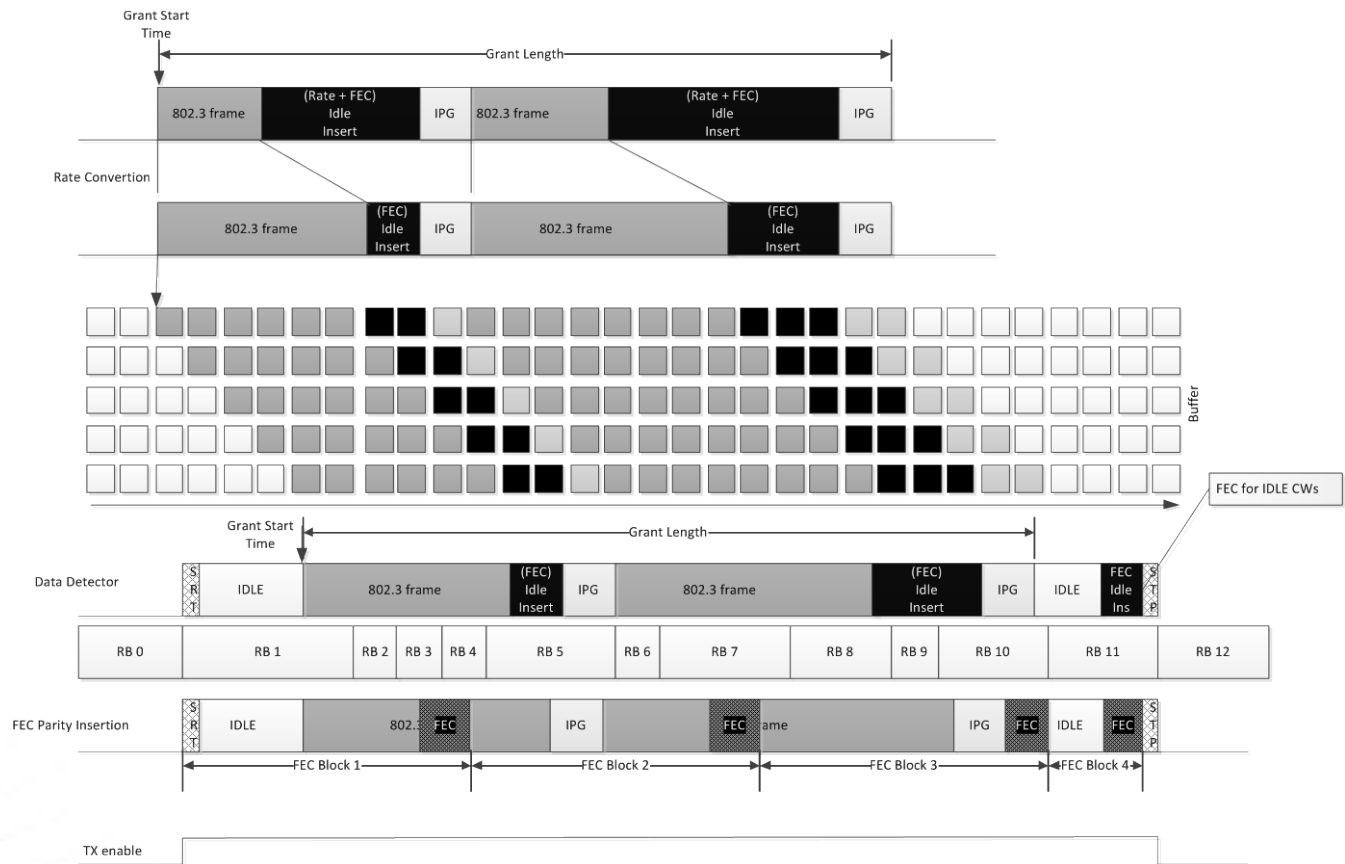 Grant Start
Time
Grant Length
802.3 frame
(Rate + FEC)
Idle
Insert
IPG
802.3 frame
(Rate + FEC)
Idle
Insert
IPG
Rate Convertion
802.3 frame
(FEC)
Idle
Insert
IPG
802.3 frame
(FEC)
Idle
Insert
IPG
Buffer
FEC for IDLE CWs
Grant Start
Time
Grant Length
Data Detector
SRT
IDLE
802.3 frame
(FEC)
Idle
Insert
IPG
802.3 frame
(FEC)
Idle
Insert
IPG
IDLE
FEC
Idle
Ins
STP
RB 0
RB 1
RB 2
RB 3
RB 4
RB 5
RB 6
RB 7
RB 8
RB 9
RB 10
RB 11
RB 12
FEC Parity Insertion
SRT
IDLE
802.3
FEC
IPG
FEC
ame
IPG
FEC
IDLE
FEC
STP
FEC Block 1
FEC Block 2
FEC Block 3
FEC Block 4
TX enable